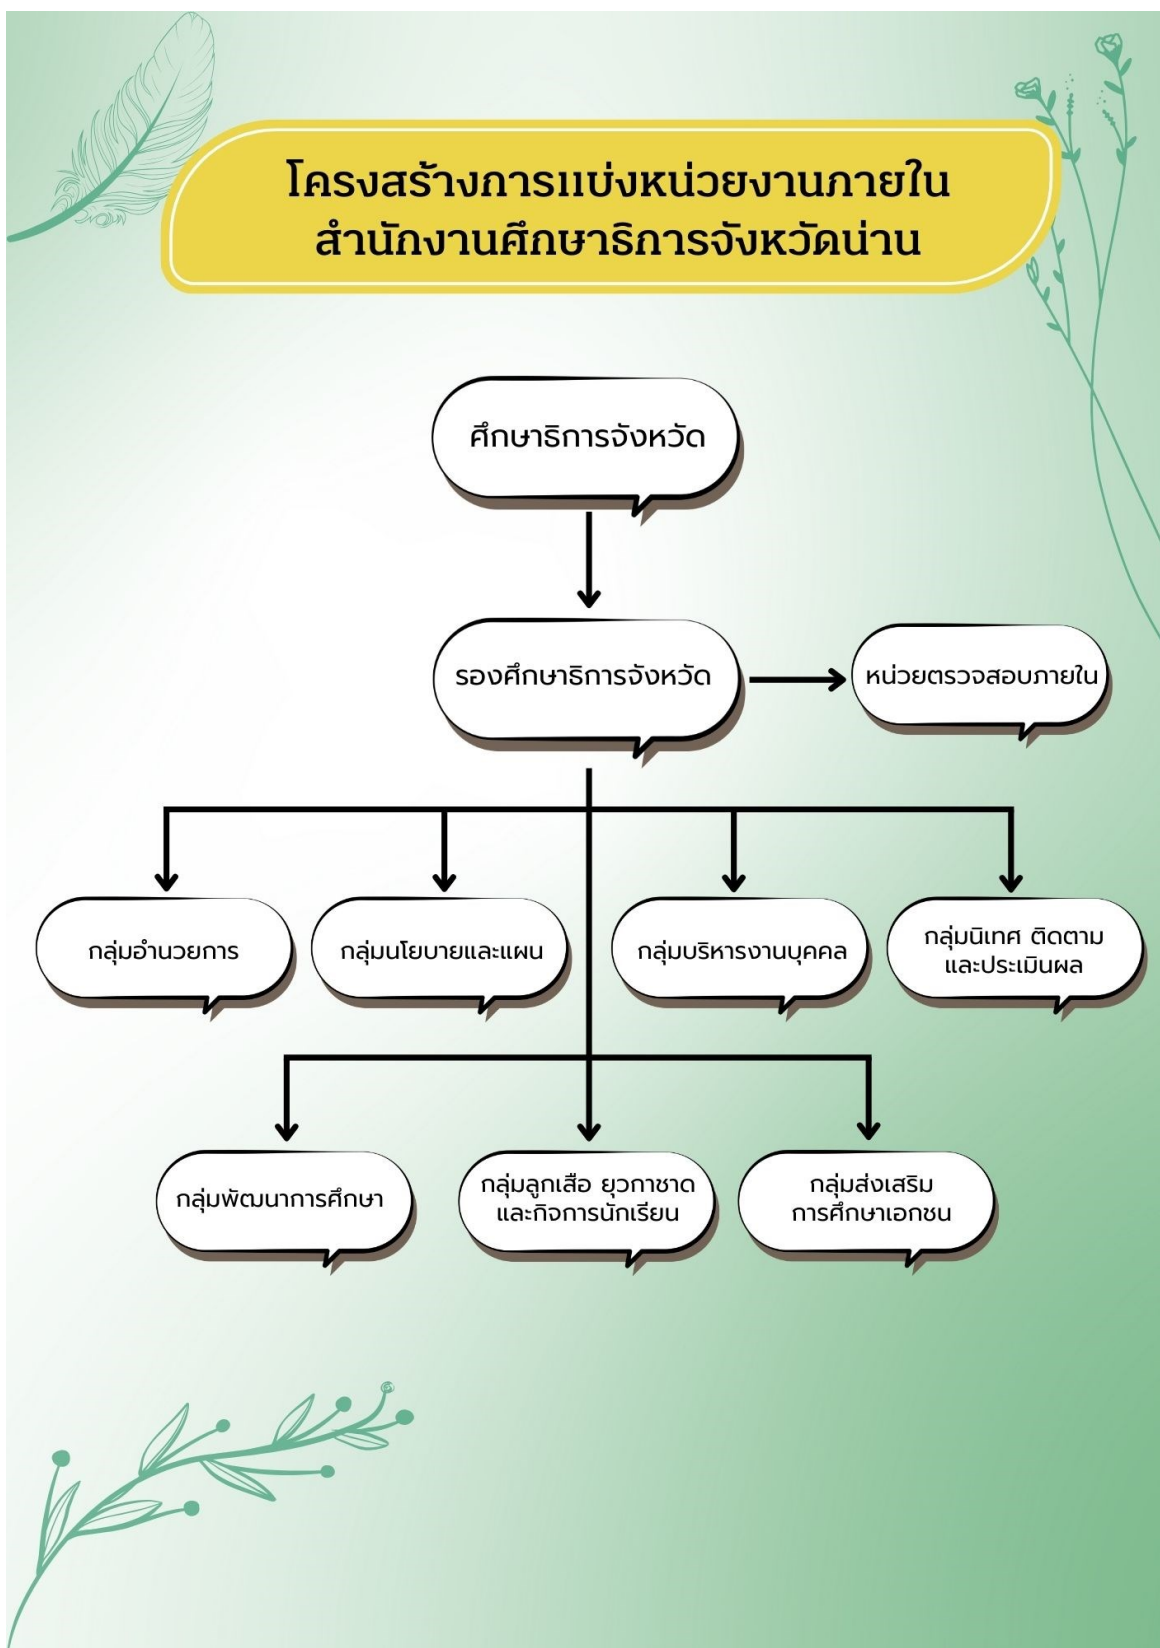 โครงสร้างการแบ่งหน่วยงานภายใน
สำนักงานศึกษาธิการจังหวัดน่าน
ศึกษาธิการจังหวัด
รองศึกษาธิการจังหวัด
หน่วยตรวจสอบภายใน
กลุ่มอำนวยการ
กลุ่มนโยบายและแผน
กลุ่มบริหารงานบุคคล
กลุ่มนิเทศ ติดตาม
และประเมินผล
กลุ่มพัฒนาการศึกษา
กลุ่มลูกเสือ ยุวกาชาด
และกิจการนักเรียน
กลุ่มส่งเสริม
การศึกษาเอกชน